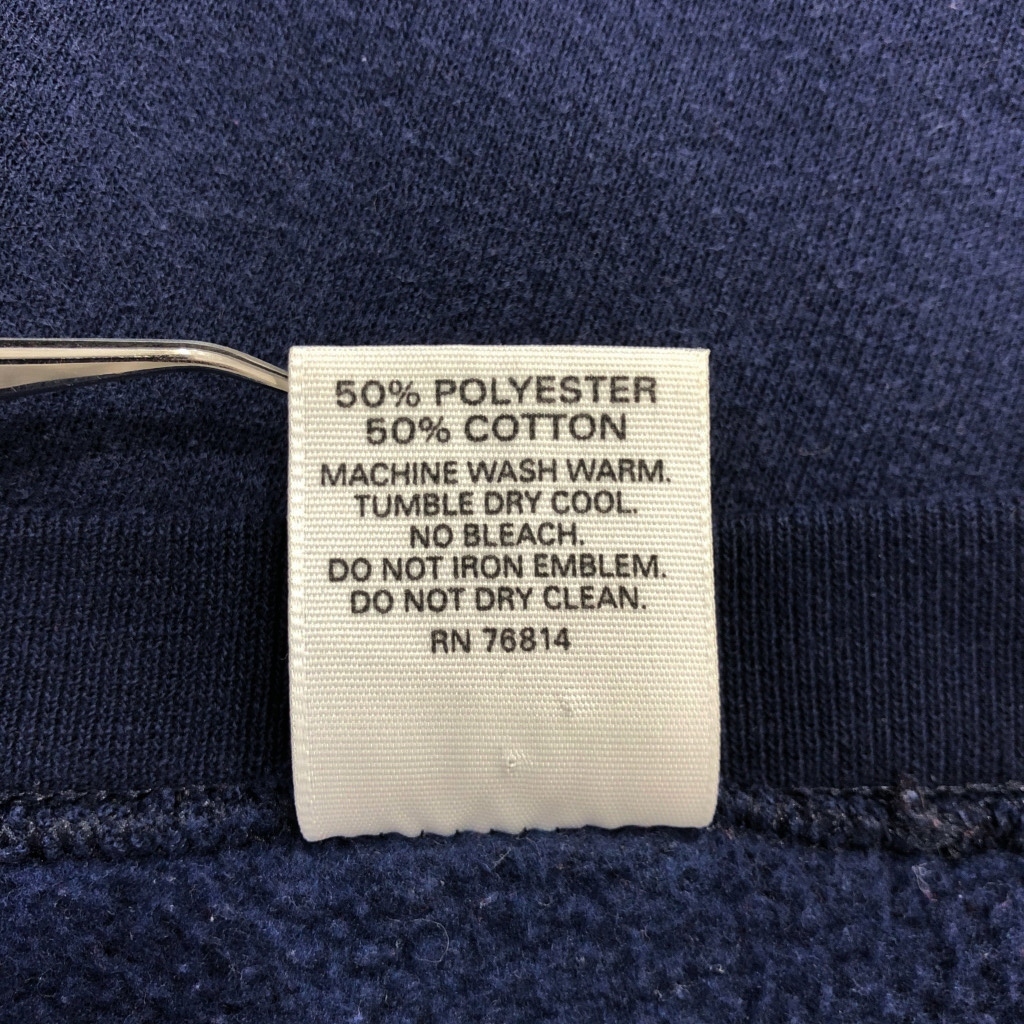 50% POLYESTER
50% COTTON
MACHINE WASH WARM.
TUMBLE DRY COOL.
NO BLEACH.
DO NOT IRON EMBLEM.
DO NOT DRY CLEAN.
RN 76814